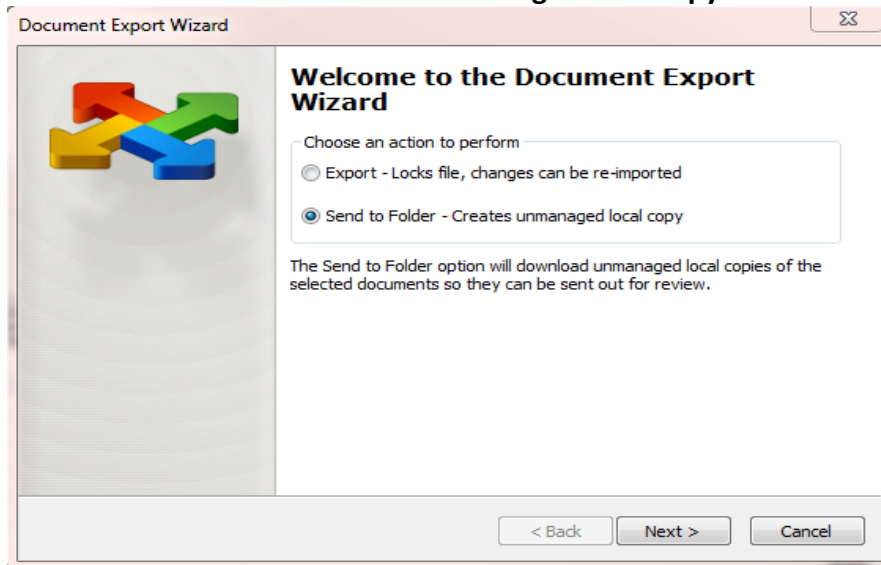 Document Export Wizard
Welcome to the Document Export
Wizard
Choose an action to perform
Export - Locks file, changes can be re-imported
Send to Folder - Creates unmanaged local copy
The Send to Folder option will download unmanaged local copies of the
selected documents so they can be sent out for review.
< Back Next > Cancel